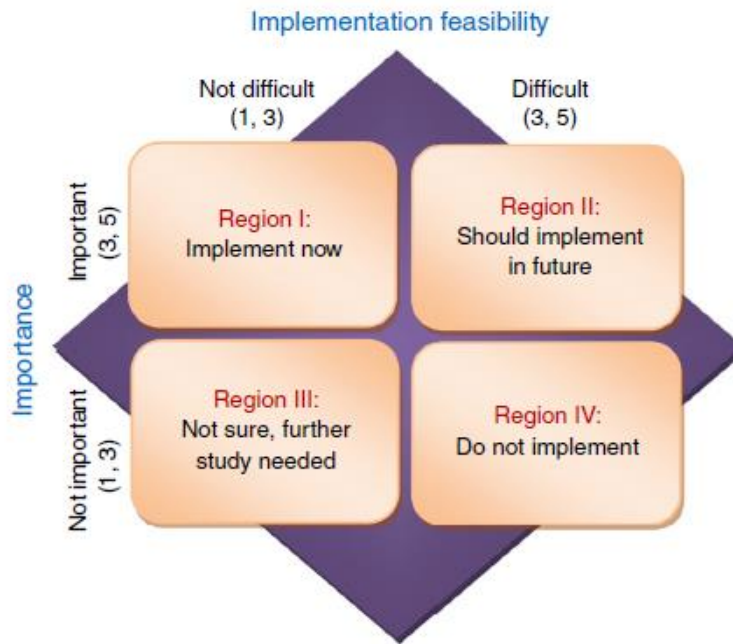 Implementation feasibility
Not difficult
(1, 3)
Difficult
(3, 5)
Importance
Important
(3, 5)
Region I:
Implement now
Region II:
Should implement
in future
Not important
(1, 3)
Region III:
Not sure, further
study needed
Region IV:
Do not implement